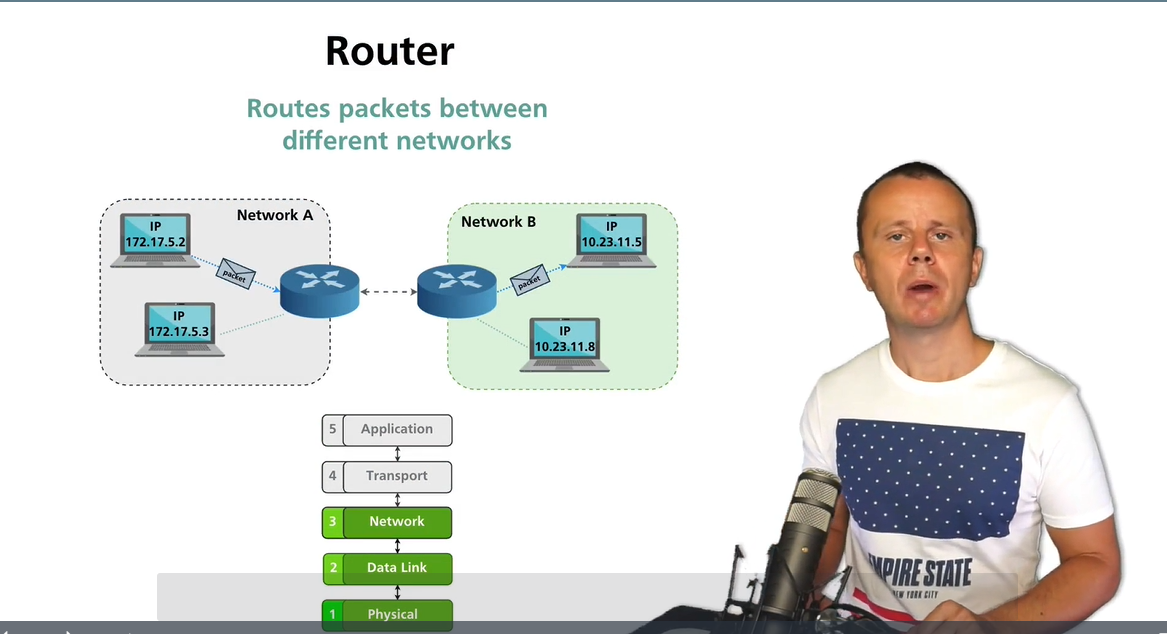 Router
Routes packets between
different networks
Network A
IP
172.17.5.2
packet
IP
172.17.5.3
Network B
IP
10.23.11.5
packet
IP
10.23.11.8
5 Application
4 Transport
3 Network
2 Data Link
1 Physical
EMPIRE STATE
NEW YORK CITY